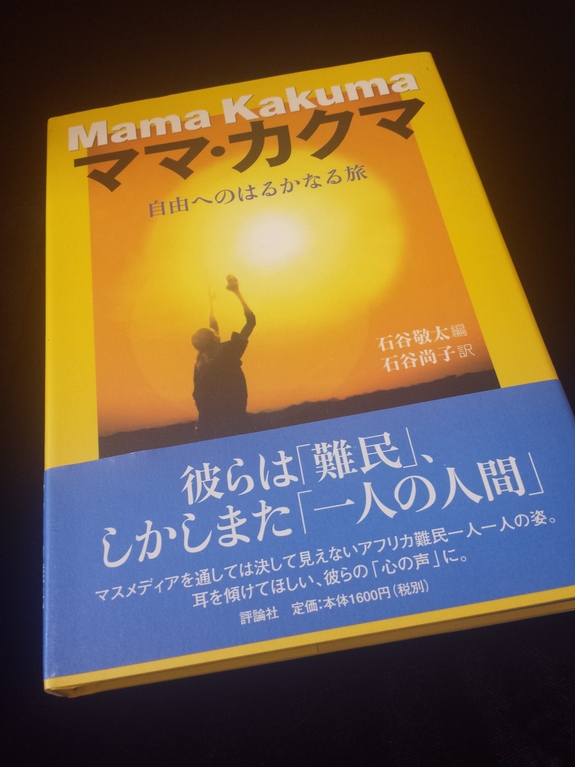 Mama Kakuma
ママ・カクマ
自由へのはるかなる旅
石谷敬太 編
石谷尚子 訳
彼らは「難民」、
しかしまた「一人の人間」
マスメディアを通しては決して見えないアフリカ難民一人一人の姿。
耳を傾けてほしい、彼らの「心の声」に。
評論社 定価:本体1600円(税別)